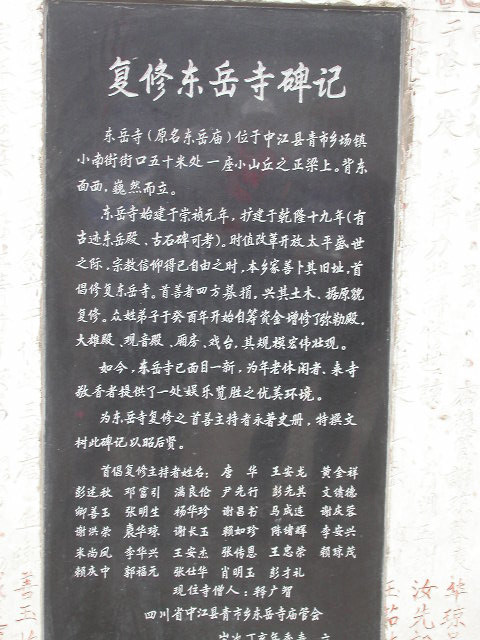 复修东岳寺碑记
东岳寺(原名东岳庙)位于中江县青市乡场镇
小南街街口五十米处一座小山丘之正梁上。背东
面西,巍然而立。
东岳寺始建于崇祯元年,扩建于乾隆十九年(有
古迹东岳殿、古石碑可考)。时值改革开放太平盛世
之际,宗教信仰得已自由之时,本乡家善卜其旧址,首
倡修复东岳寺。首善者四方募捐,兴其土木、据原貌
复修。众姓弟子于癸酉年开始自筹资金增修了弥勒殿。
大雄殿、观音殿、厢房、戏台,其规模宏伟壮观。
如今,东岳寺已面目一新,为年老休闲者、来寺
敬香者提供了一处娱乐览胜之优美环境。
为东岳寺复修之首善主持者永著史册,特撰文
树此碑记以昭后贤。
首倡复修主持者姓名:唐华 王安龙 黄金祥
彭述秋 邓富引 满良伦 尹先行 彭先其 文债德
卿善玉 张明生 杨华珍 谢昌书 马成连 谢庆蓉
谢洪荣 袁华琼 谢长玉 赖如珍 陈绪辉 李安兴
米尚凤 李华兴 王安杰 张传恩 王忠荣 赖琼茂
赖庆中 郭福元 张仕华 肖明玉 彭才礼
现住寺僧人:释广智
四川省中江县青市乡东岳寺庙管会
汝先